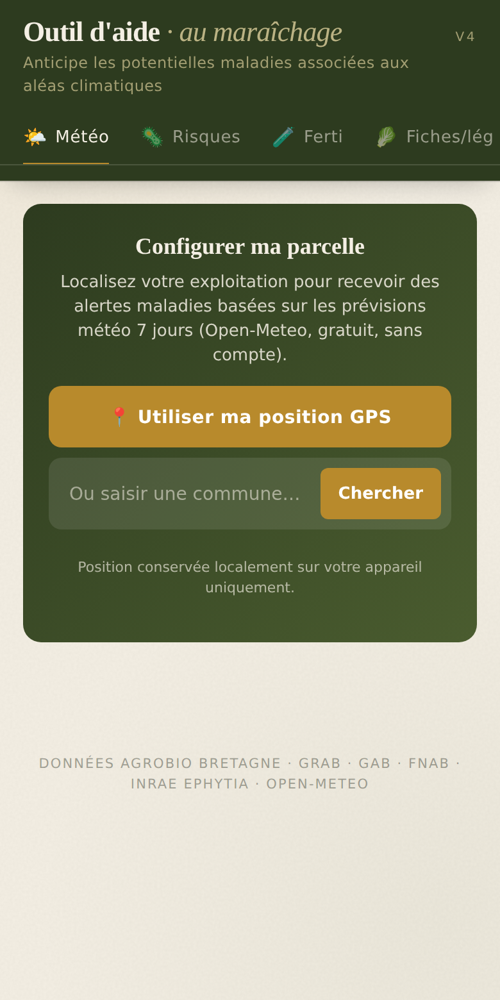 Outil d'aide · au maraîchage
V4
Anticipe les potentielles maladies associées aux
aléas climatiques
Météo
Risques
Ferti
Fiches/lég
Configurer ma parcelle
Localisez votre exploitation pour recevoir des
alertes maladies basées sur les prévisions
météo 7 jours (Open-Meteo, gratuit, sans
compte).
Utiliser ma position GPS
Ou saisir une commune...
Chercher
Position conservée localement sur votre appareil
uniquement.
DONNÉES AGROBIO BRETAGNE · GRAB · GAB · FNAB ·
INRAE EPHYTIA · OPEN-METEO